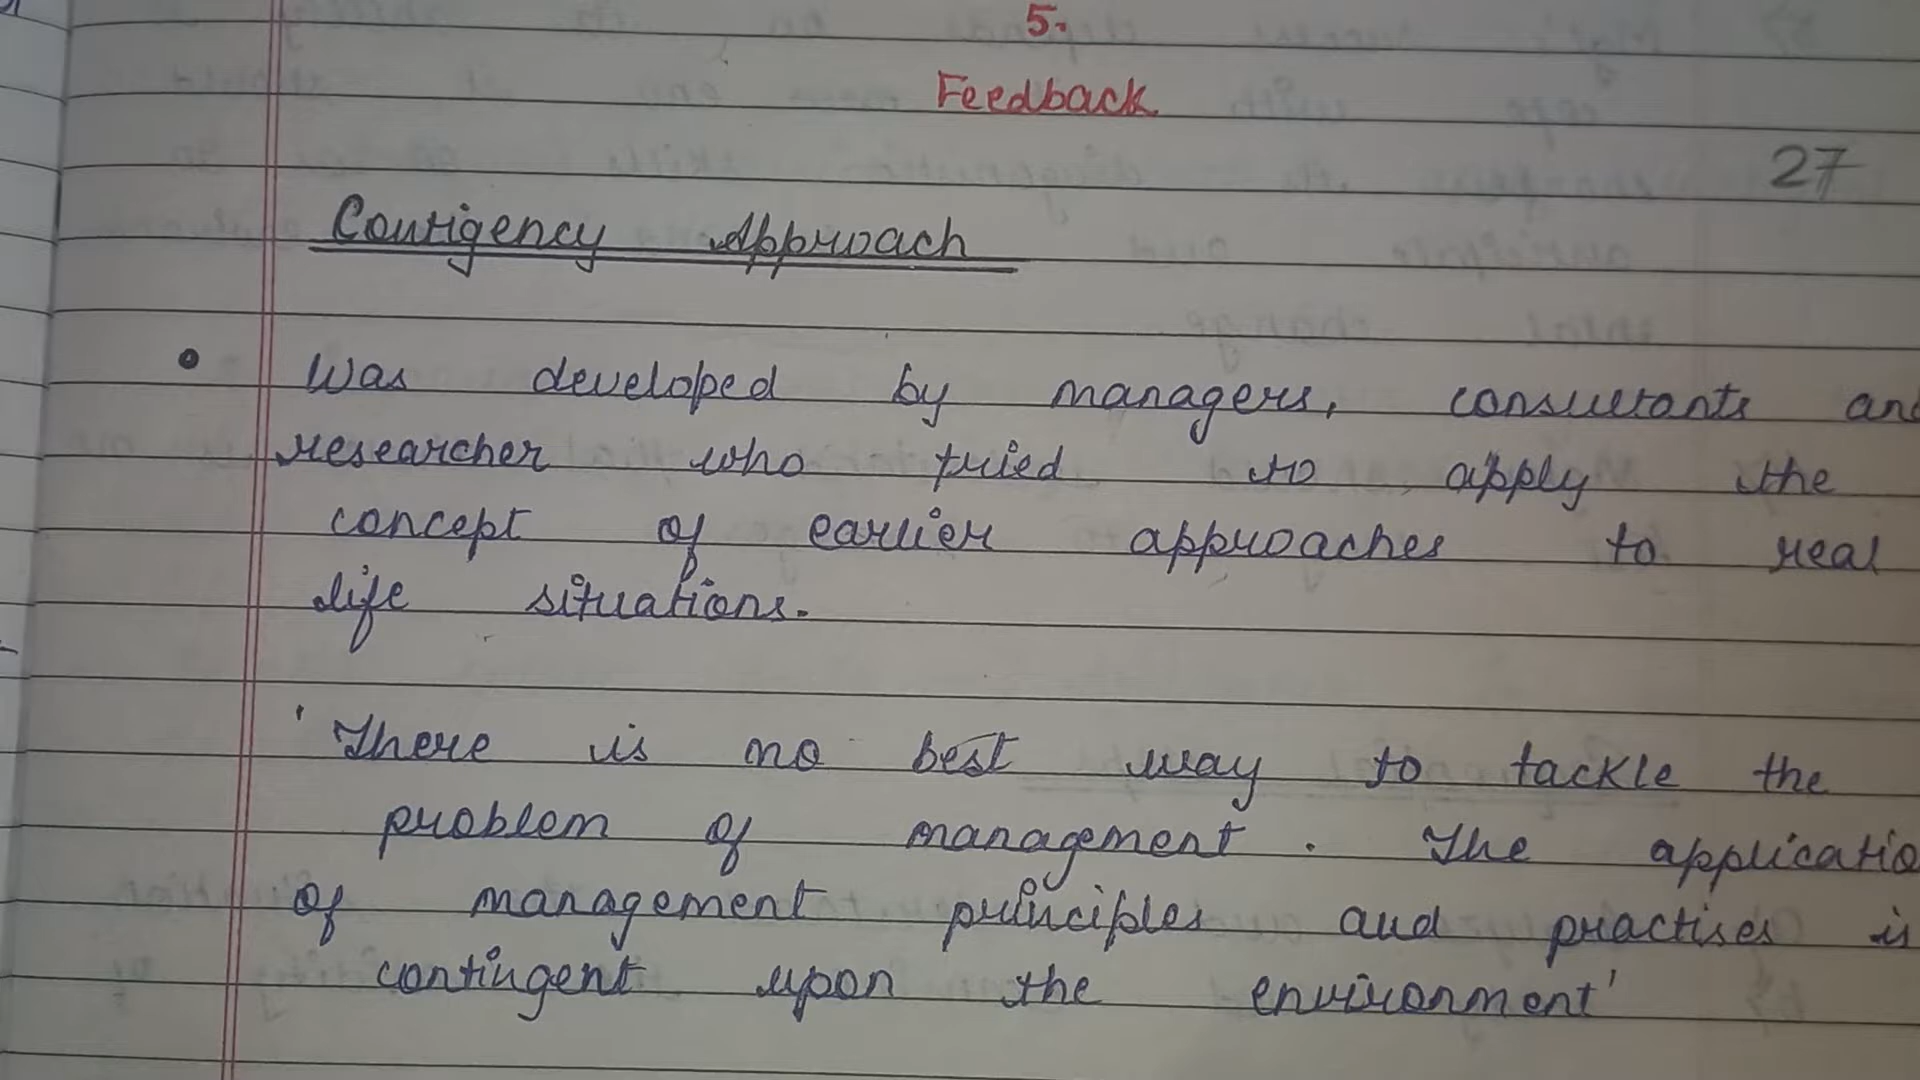 5.
Feedback
27
Contigency Approach
• Was developed by managers, consultants and
researcher who tried to apply the
concept of earlier approaches to real
life situations.
'There is no best way to tackle the
problem of management. The applicatio
of management principles and practises is
contingent upon the environment'